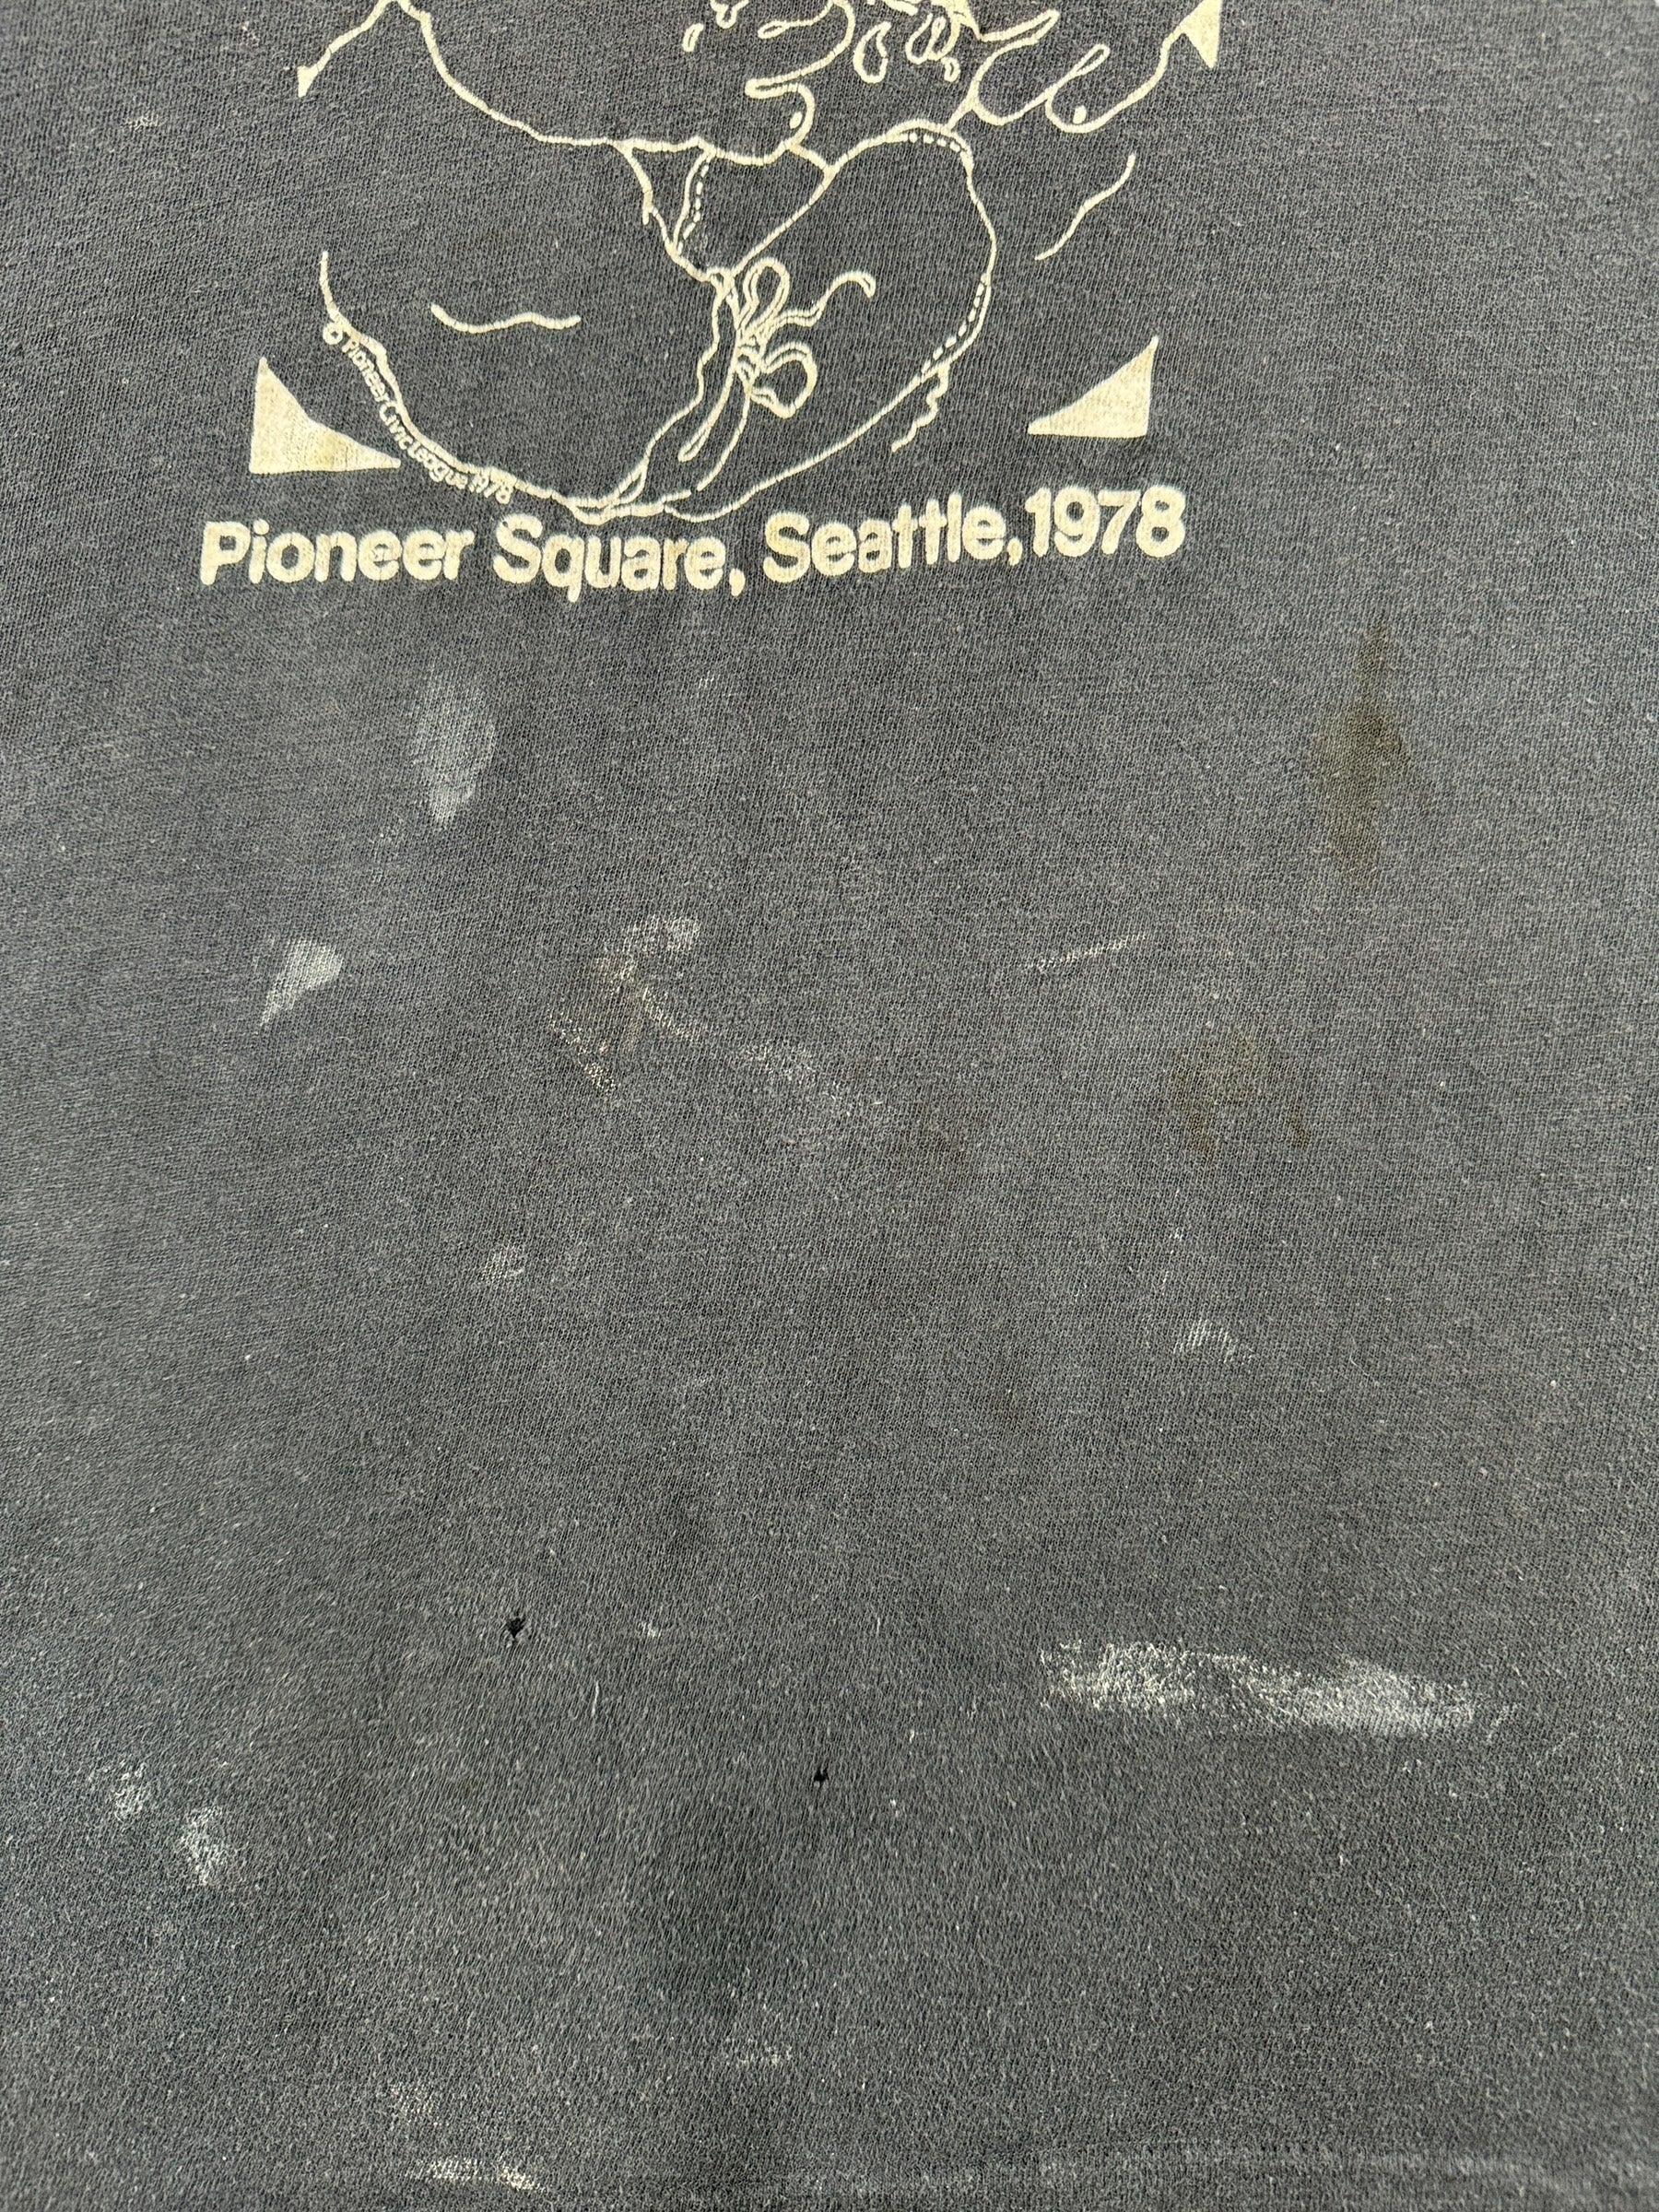 © Pioneer Civic League 1978
Pioneer Square, Seattle, 1978